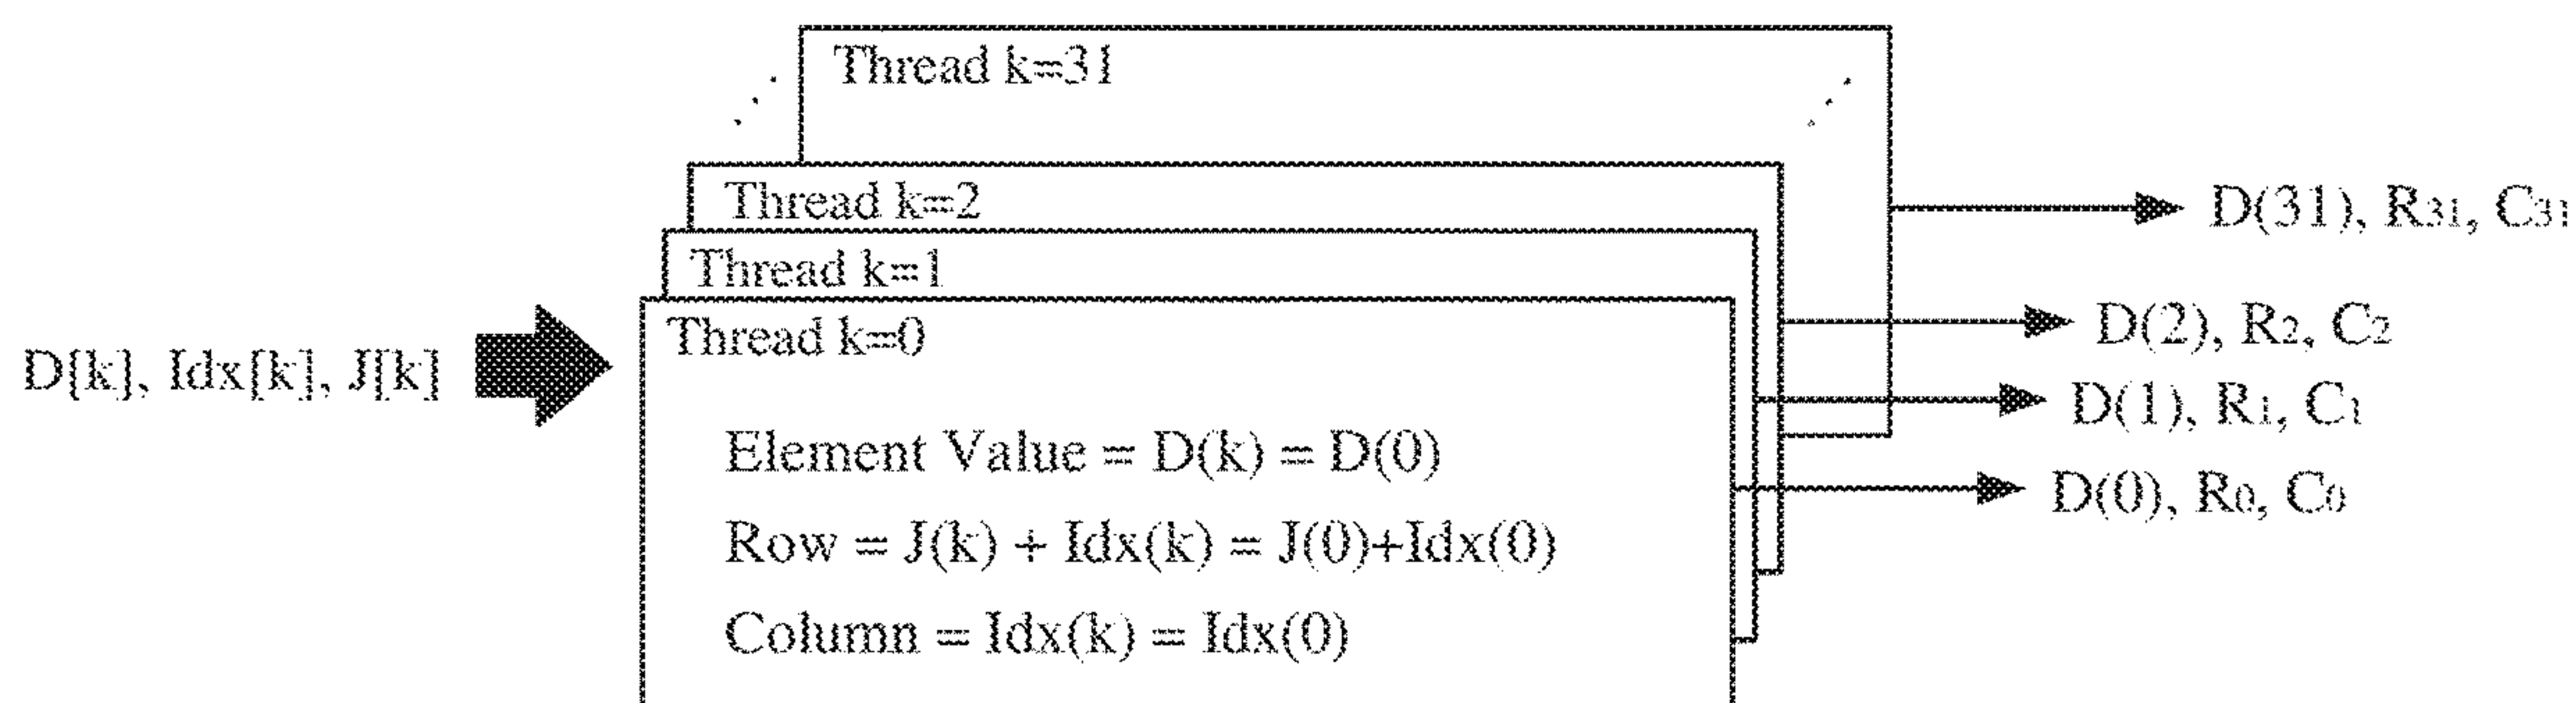 Thread k=31
Thread k=2
D(31), R31, C31
Thread k=1
Thread k=0
D(2), R2, C2
D[k], Idx[k], J[k]
D(1), R1, C1
Element Value = D(k) = D(0)
D(0), R0, C0
Row = J(k) + Idx(k) = J(0)+Idx(0)
Column = Idx(k) = Idx(0)